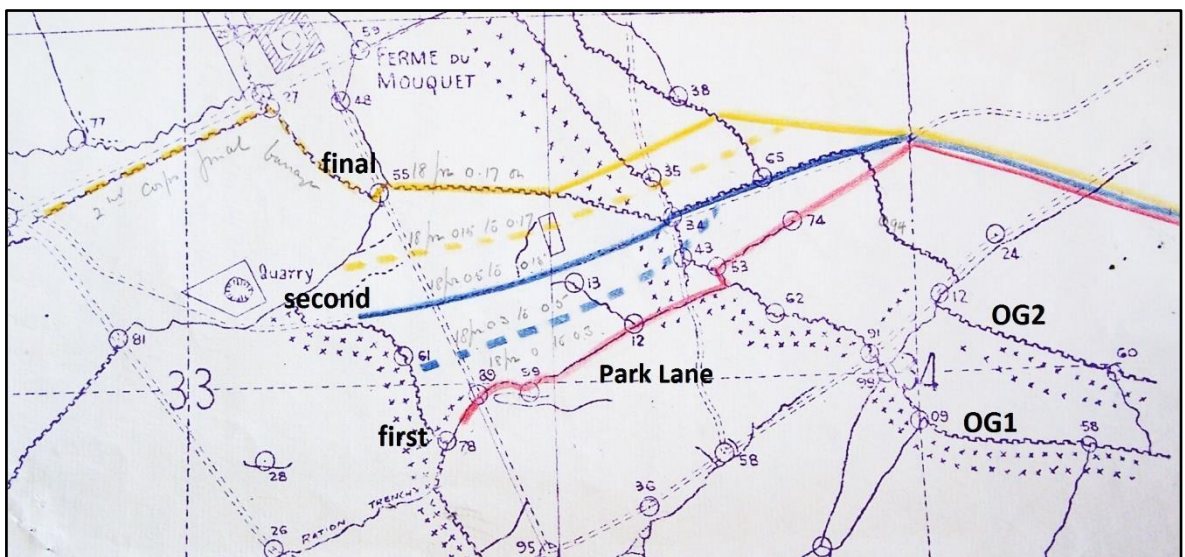 59
FERME DU
MOUQUET
27
48
77
38
final
55
18 pr 0.17 on
35
65
2nd corps final barrage
18 pr 0.15 to 0.17
34
74
94
24
43
Quarry
18 pr 0.5 to 0.15
second
53
13
12
18 pr 0.3 to 0.5
62
OG2
12
81
61
18 pr 0 to 0.3
91
60
33
89
59
Park Lane
99
34
first
09
OG1
78
58
58
28
36
RATION TRENCH
26
95